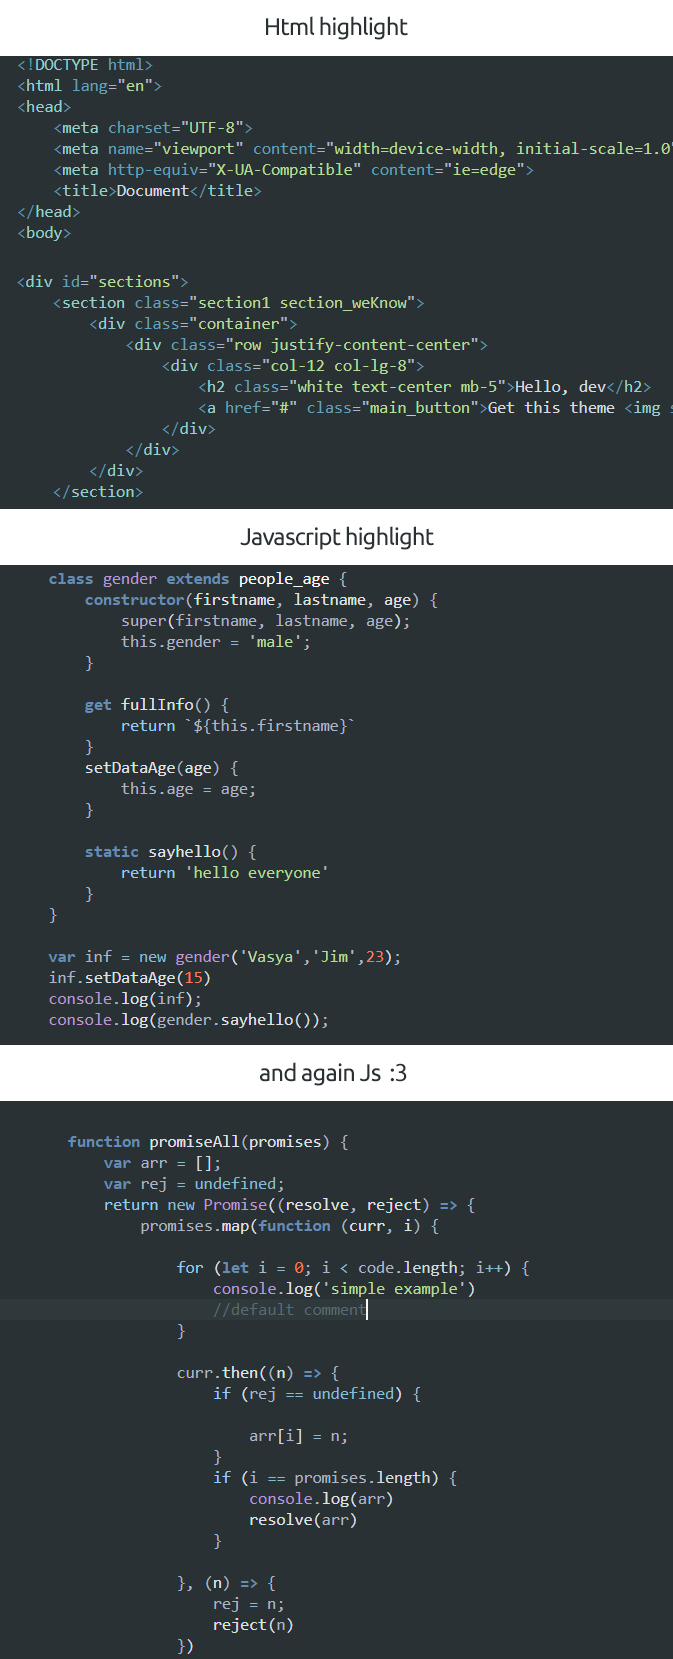 Html highlight
<!DOCTYPE html>
<html lang="en">
<head>
    <meta charset="UTF-8">
    <meta name="viewport" content="width=device-width, initial-scale=1.0"
    <meta http-equiv="X-UA-Compatible" content="ie=edge">
    <title>Document</title>
</head>
<body>

<div id="sections">
    <section class="section1 section_weKnow">
        <div class="container">
            <div class="row justify-content-center">
                <div class="col-12 col-lg-8">
                    <h2 class="white text-center mb-5">Hello, dev</h2>
                    <a href="#" class="main_button">Get this theme <img s
                </div>
            </div>
        </div>
    </section>
Javascript highlight
class gender extends people_age {
    constructor(firstname, lastname, age) {
        super(firstname, lastname, age);
        this.gender = 'male';
    }

    get fullInfo() {
        return `${this.firstname}`
    }
    setDataAge(age) {
        this.age = age;
    }

    static sayhello() {
        return 'hello everyone'
    }
}

var inf = new gender('Vasya','Jim',23);
inf.setDataAge(15)
console.log(inf);
console.log(gender.sayhello());
and again Js :3
function promiseAll(promises) {
    var arr = [];
    var rej = undefined;
    return new Promise((resolve, reject) => {
        promises.map(function (curr, i) {

            for (let i = 0; i < code.length; i++) {
                console.log('simple example')
                //default comment
            }

            curr.then((n) => {
                if (rej == undefined) {

                    arr[i] = n;
                }
                if (i == promises.length) {
                    console.log(arr)
                    resolve(arr)
                }

            }, (n) => {
                rej = n;
                reject(n)
            })